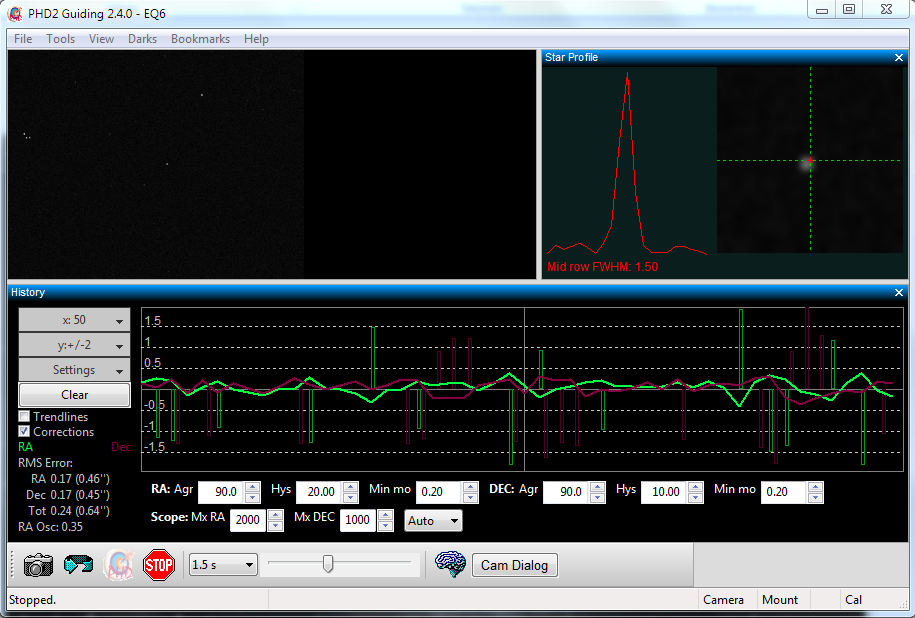 PHD2 Guiding 2.4.0 - EQ6
File Tools View Darks Bookmarks Help
Star Profile
Mid row FWHM: 1.50
History
x: 50
y:+/-2
Settings
Clear
Trendlines
Corrections
RA Dec
RMS Error:
RA 0.17 (0.46'')
Dec 0.17 (0.45'')
Tot 0.24 (0.64'')
RA Osc: 0.35
1.5
1
0.5
-0.5
-1
-1.5
RA: Agr 90.0 Hys 20.00 Min mo 0.20 DEC: Agr 90.0 Hys 10.00 Min mo 0.20
Scope: Mx RA 2000 Mx DEC 1000 Auto
STOP 1.5 s Cam Dialog
Stopped. Camera Mount Cal